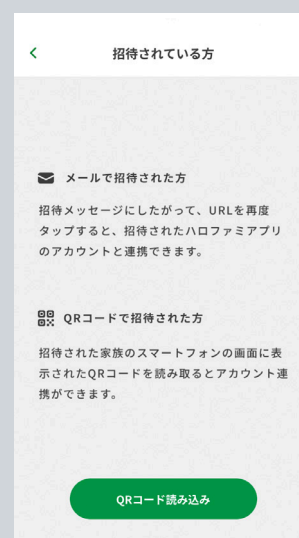 招待されている方
メールで招待された方
招待メッセージにしたがって、URLを再度
タップすると、招待されたハロファミアプリ
のアカウントと連携できます。
QRコードで招待された方
招待された家族のスマートフォンの画面に表
示されたQRコードを読み取るとアカウント連
携ができます。
QRコード読み込み